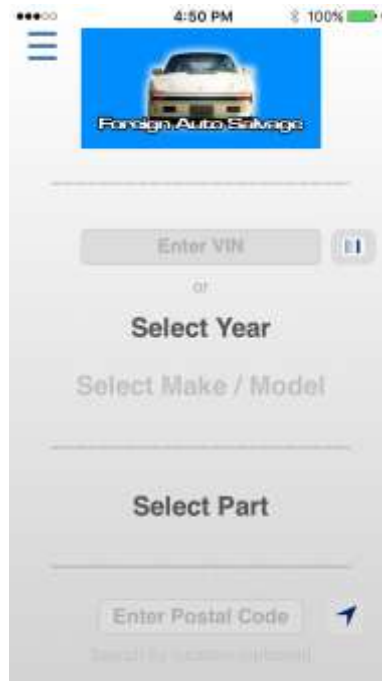 4:50 PM
100%
Foreign Auto Salvage
Enter VIN
or
Select Year
Select Make / Model
Select Part
Enter Postal Code